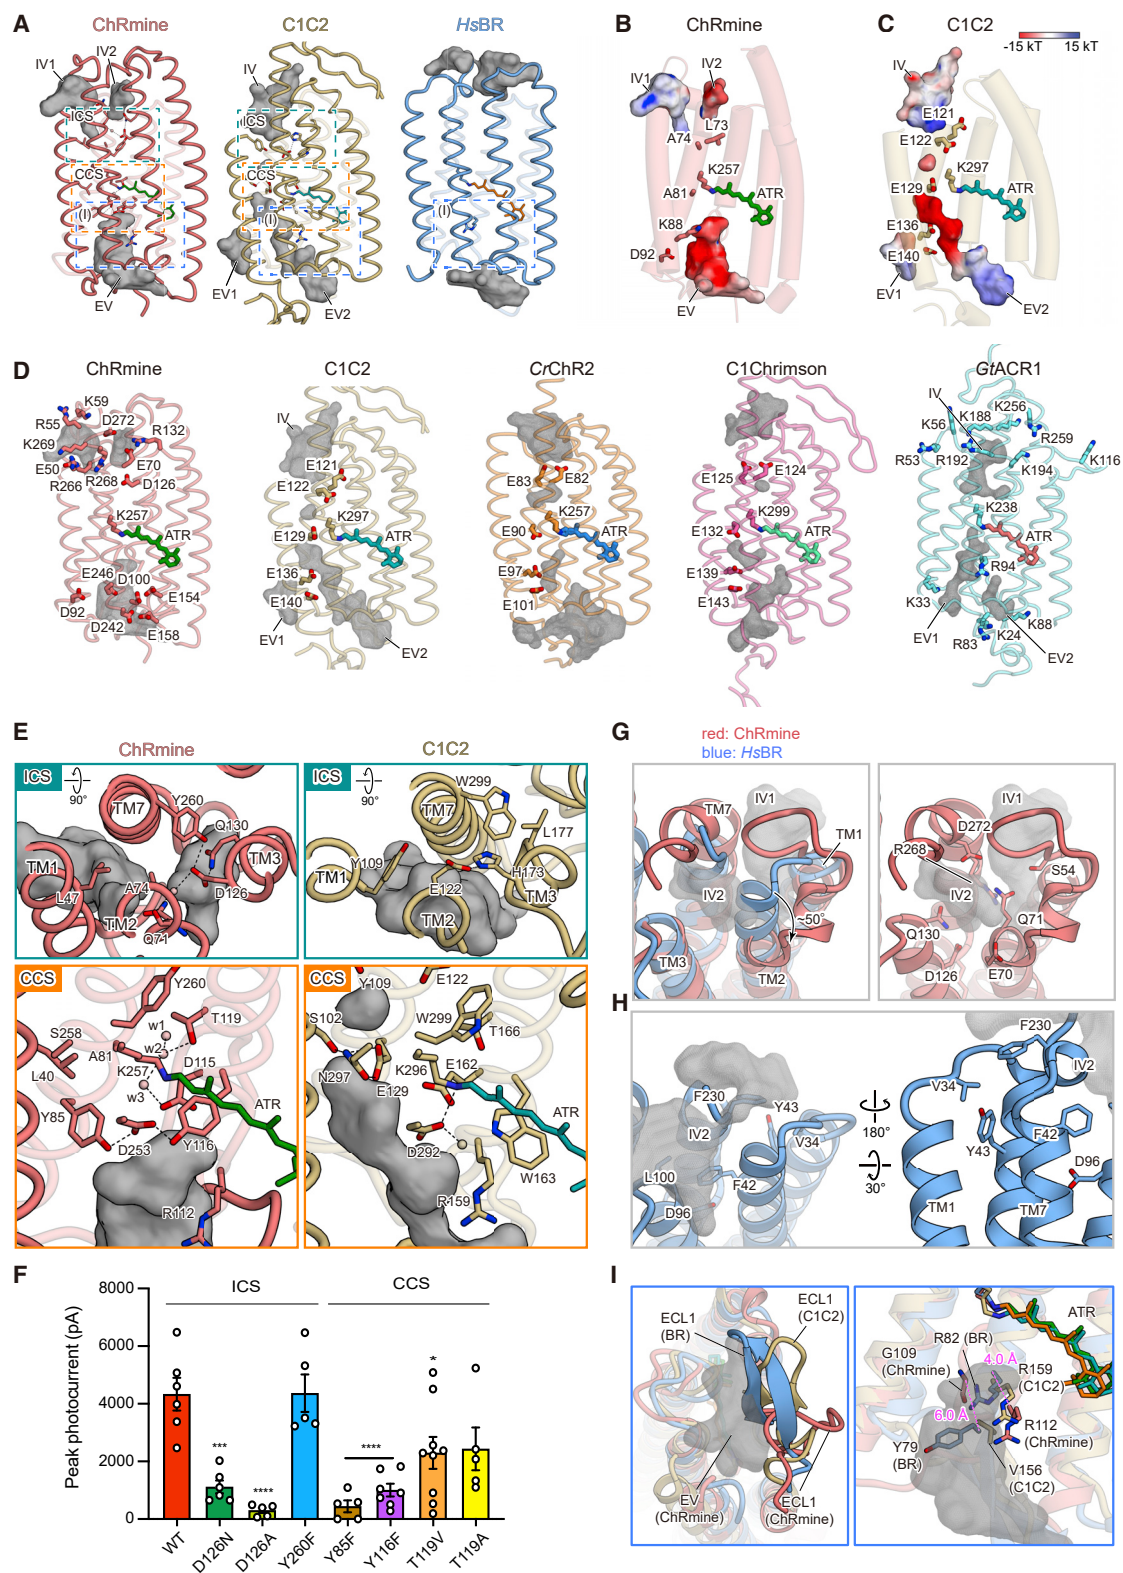 A
ChRmine
C1C2
HsBR
IV1
IV2
ICS
CCS
(I)
EV
IV
ICS
CCS
(I)
EV1
EV2
(I)
B
ChRmine
IV1
IV2
A74
L73
K257
A81
ATR
K88
D92
EV
C
C1C2
-15 kT
15 kT
IV
E121
E122
K297
E129
ATR
E136
E140
EV1
EV2
D
ChRmine
C1C2
CrChR2
C1Chrimson
GtACR1
K59
R55
D272
R132
K269
E50
E70
R266
R268
D126
K257
ATR
E246
D100
E154
D92
D242
E158
IV
E121
E122
K297
E129
ATR
E136
E140
EV1
EV2
E83
E82
K257
E90
ATR
E97
E101
E125
E124
K299
E132
ATR
E139
E143
IV
K256
K188
K56
R259
K116
R53
R192
K194
K238
ATR
R94
K33
K88
K24
EV1
R83
EV2
E
ChRmine
C1C2
ICS
90°
Y260
TM7
Q130
TM1
TM3
A74
L47
D126
TM2
Q71
ICS
90°
W299
TM7
L177
Y109
H173
TM1
E122
TM3
TM2
CCS
Y260
w1
T119
S258
w2
A81
D115
L40
K257
w3
ATR
Y85
Y116
D253
R112
CCS
E122
Y109
S102
W299
T166
E162
N297
K296
E129
ATR
D292
W163
R159
F
ICS
CCS
Peak photocurrent (pA)
8000
6000
4000
2000
0
***
****
****
*
WT
D126N
D126A
Y260F
Y85F
Y116F
T119V
T119A
G
red: ChRmine
blue: HsBR
IV1
TM7
TM1
IV2
~50°
TM3
TM2
IV1
D272
R268
S54
IV2
Q71
Q130
D126
E70
H
F230
Y43
IV2
V34
L100
F42
D96
180°
30°
F230
IV2
V34
F42
Y43
D96
TM1
TM7
I
ECL1
(C1C2)
ECL1
(BR)
EV
(ChRmine)
ECL1
(ChRmine)
ATR
R82 (BR)
G109
(ChRmine)
4.0 Å
R159
(C1C2)
6.0 Å
R112
(ChRmine)
Y79
(BR)
V156
(C1C2)